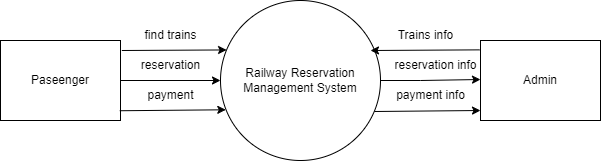 find trains
reservation
payment
Paseenger
Railway Reservation
Management System
Trains info
reservation info
payment info
Admin